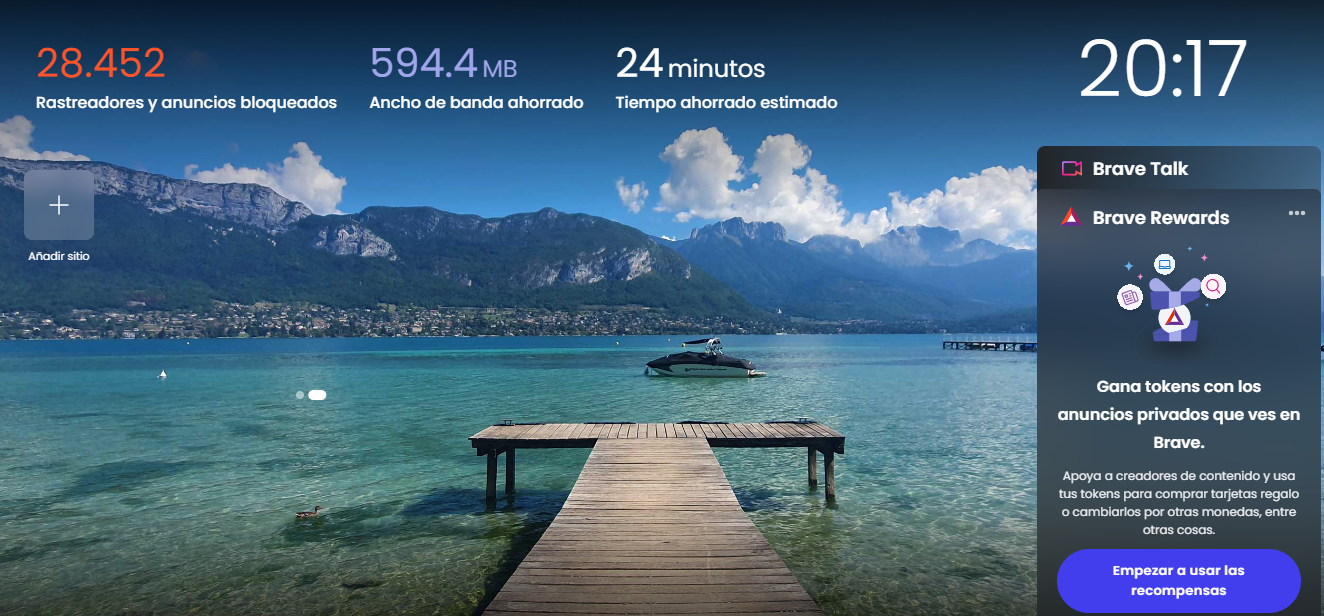 28.452
Rastreadores y anuncios bloqueados
594.4 MB
Ancho de banda ahorrado
24 minutos
Tiempo ahorrado estimado
20:17
Añadir sitio
Brave Talk
Brave Rewards
Gana tokens con los
anuncios privados que ves en
Brave.
Apoya a creadores de contenido y usa
tus tokens para comprar tarjetas regalo
o cambiarlos por otras monedas, entre
otras cosas.
Empezar a usar las
recompensas